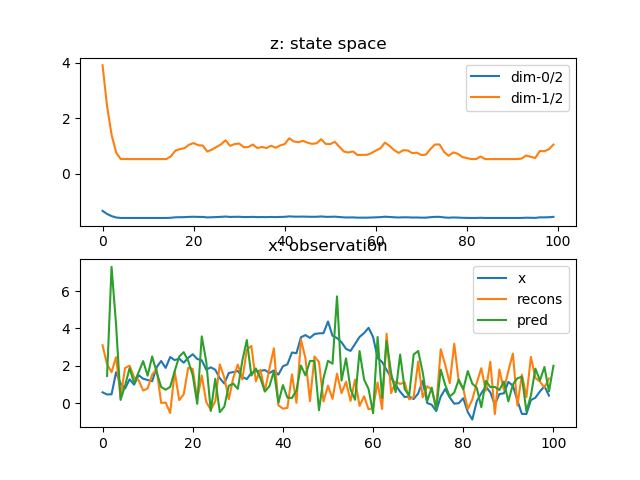 z: state space
4
2
0
dim-0/2
dim-1/2
0 20 40 60 80 100
x: observation
6
4
2
0
x
recons
pred
0 20 40 60 80 100